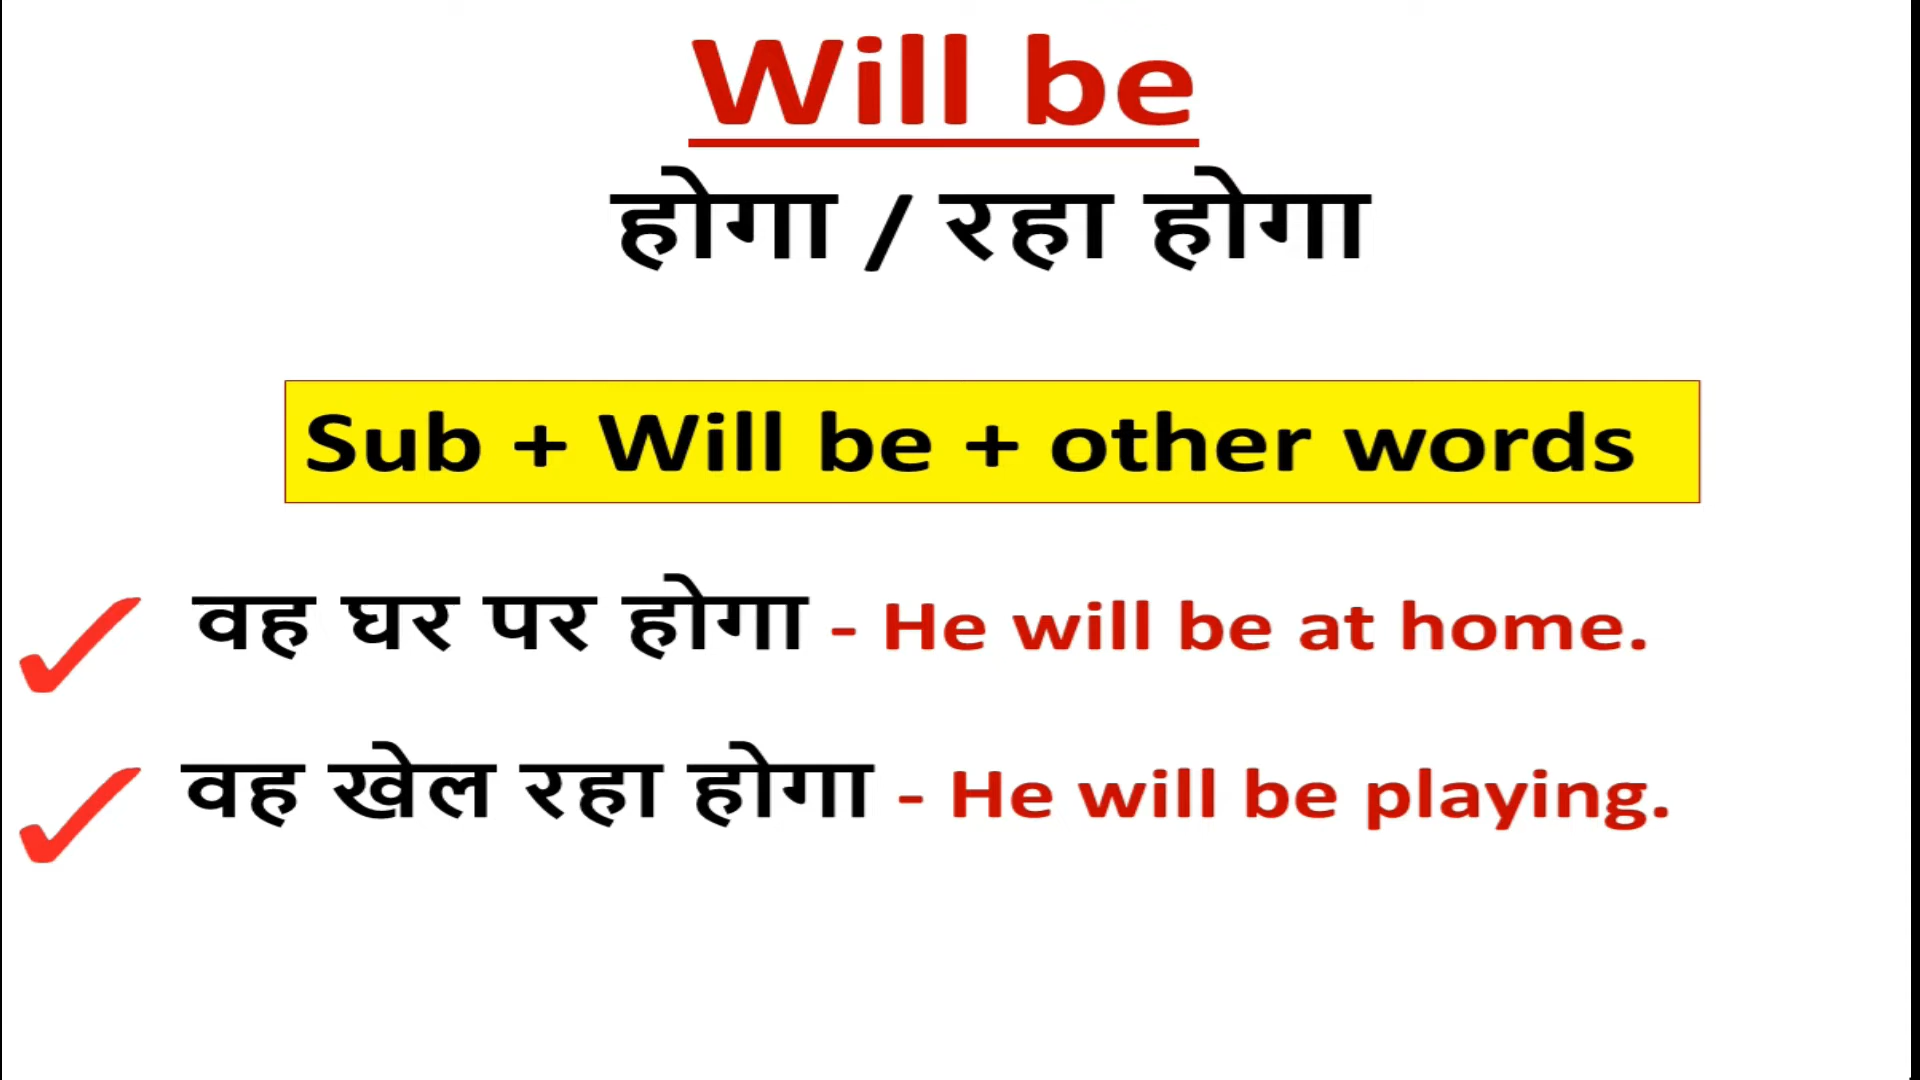 Will be
होगा / रहा होगा
Sub + Will be + other words
वह घर पर होगा - He will be at home.
वह खेल रहा होगा - He will be playing.